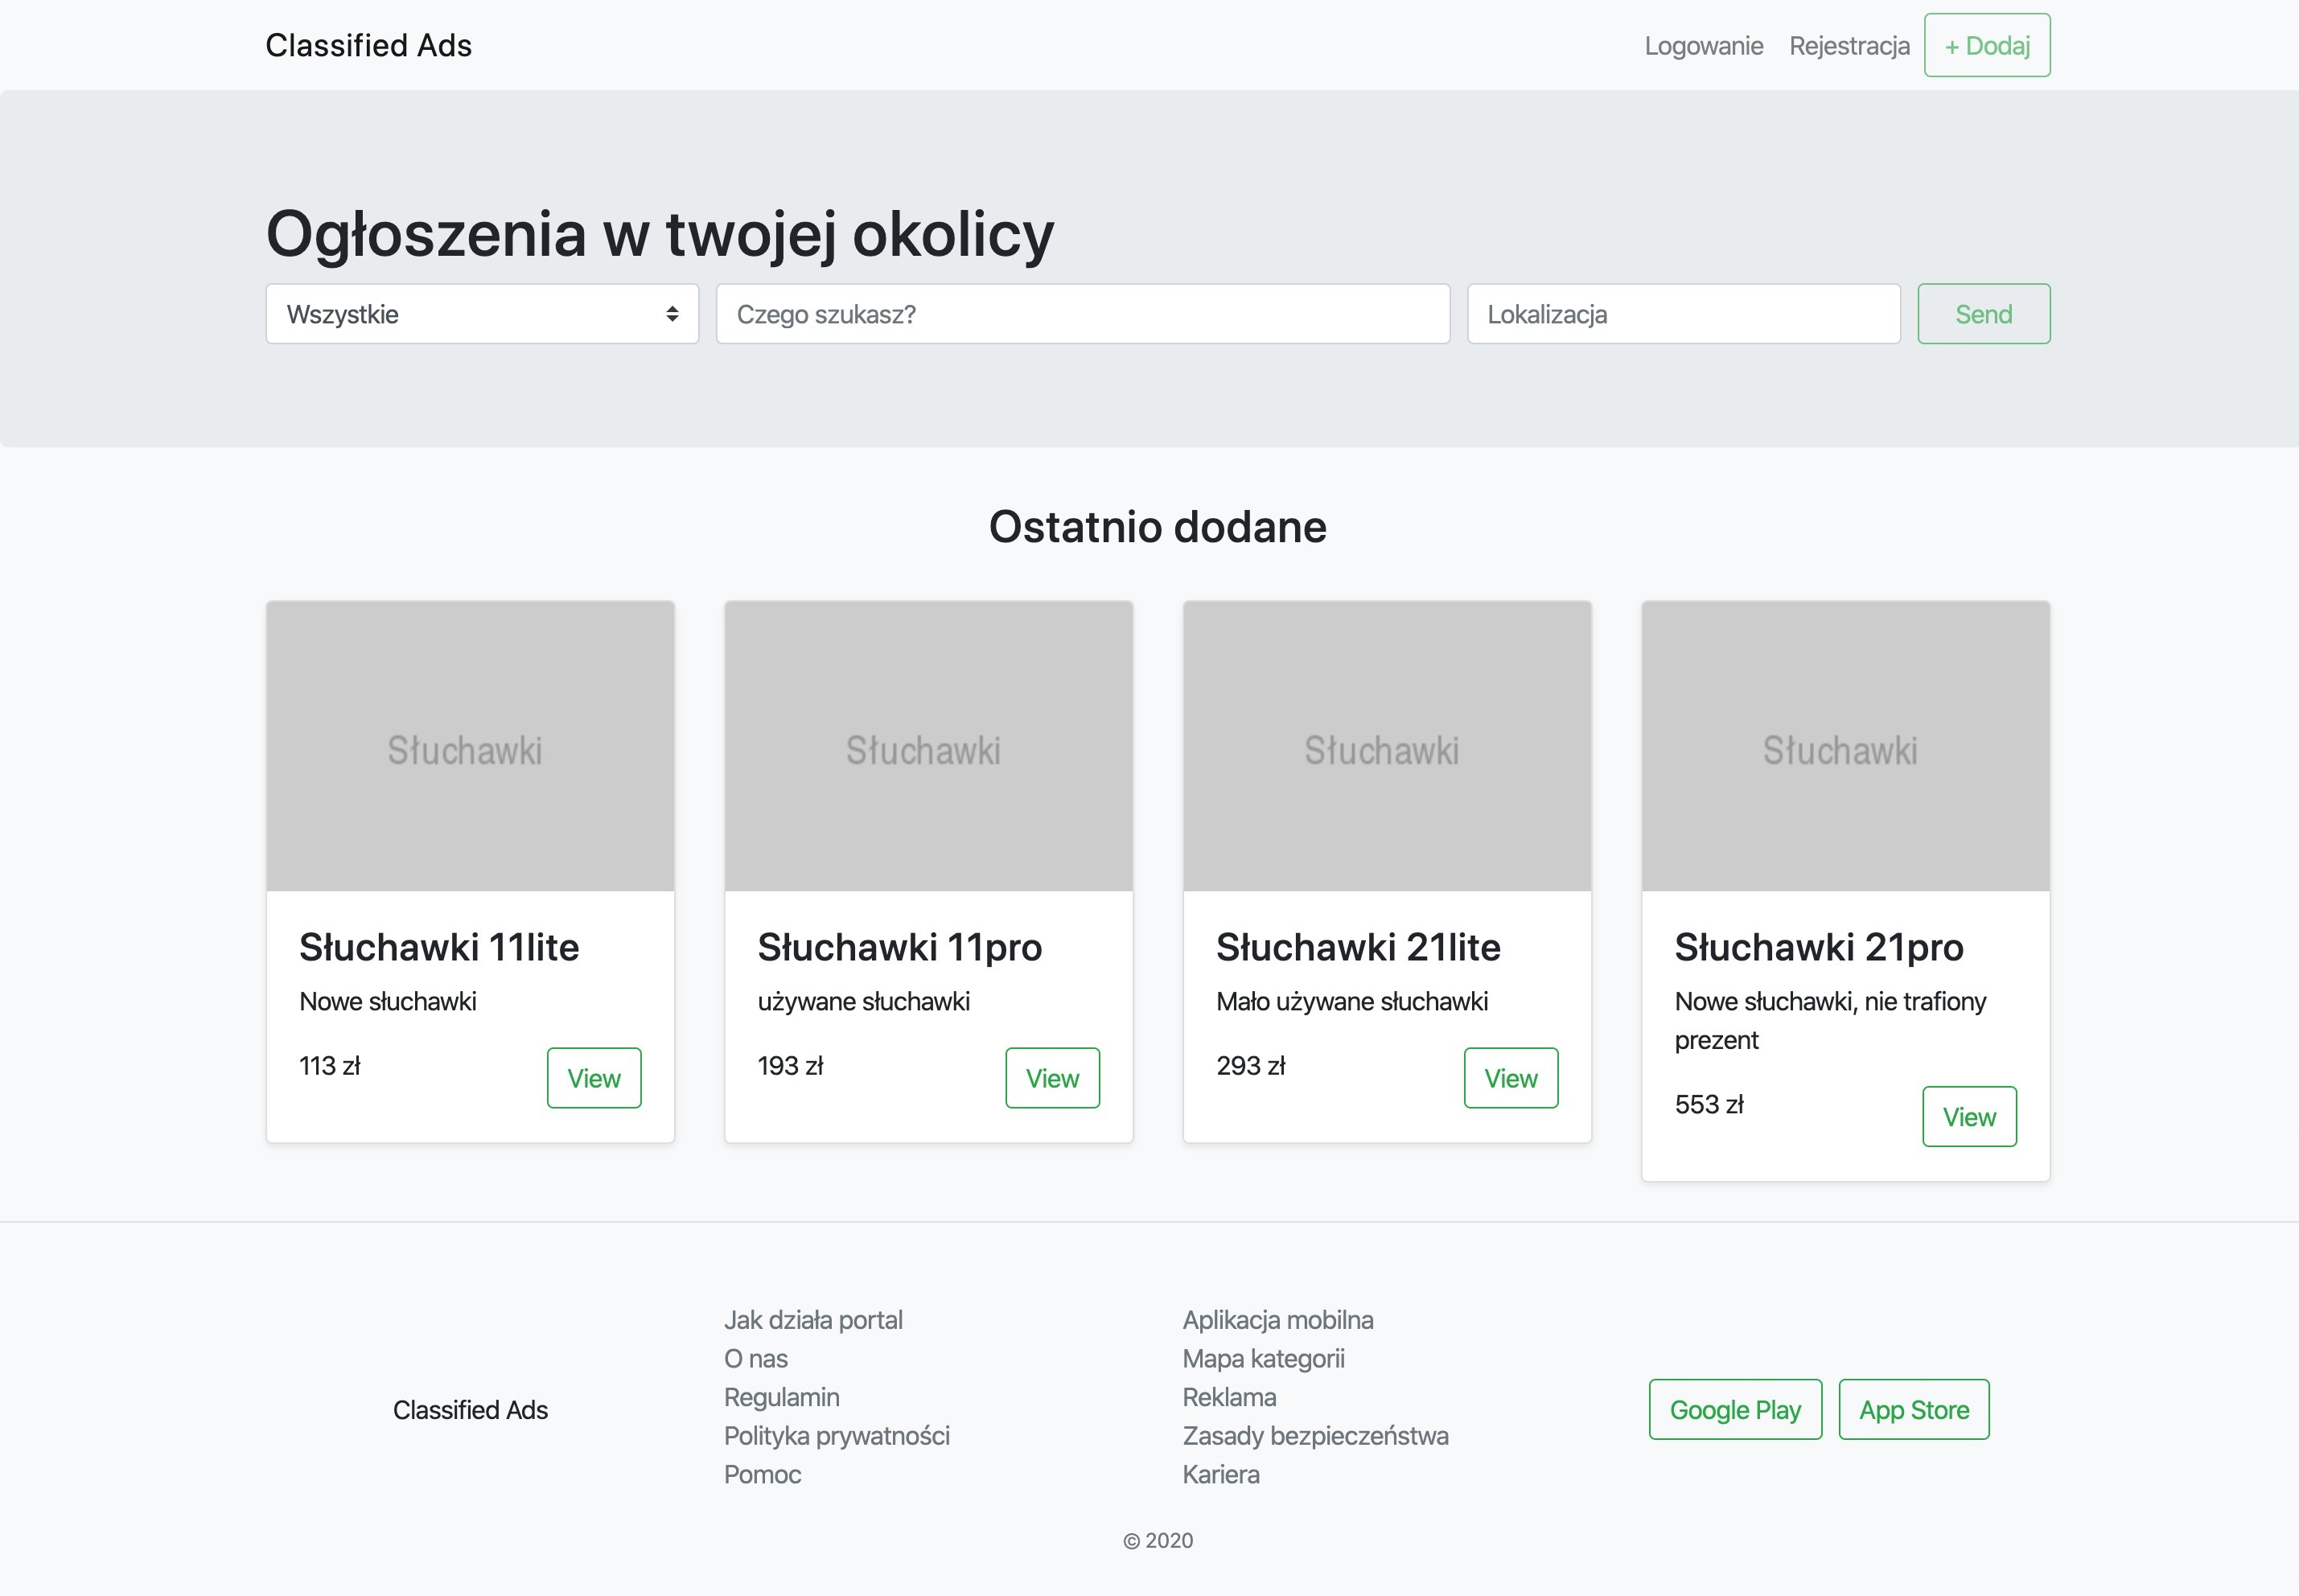 Classified Ads
Logowanie
Rejestracja
+ Dodaj
Ogłoszenia w twojej okolicy
Wszystkie
Czego szukasz?
Lokalizacja
Send
Ostatnio dodane
Słuchawki
Słuchawki 11lite
Nowe słuchawki
113 zł
View
Słuchawki
Słuchawki 11pro
używane słuchawki
193 zł
View
Słuchawki
Słuchawki 21lite
Mało używane słuchawki
293 zł
View
Słuchawki
Słuchawki 21pro
Nowe słuchawki, nie trafiony
prezent
553 zł
View
Classified Ads
Jak działa portal
O nas
Regulamin
Polityka prywatności
Pomoc
Aplikacja mobilna
Mapa kategorii
Reklama
Zasady bezpieczeństwa
Kariera
Google Play
App Store
© 2020